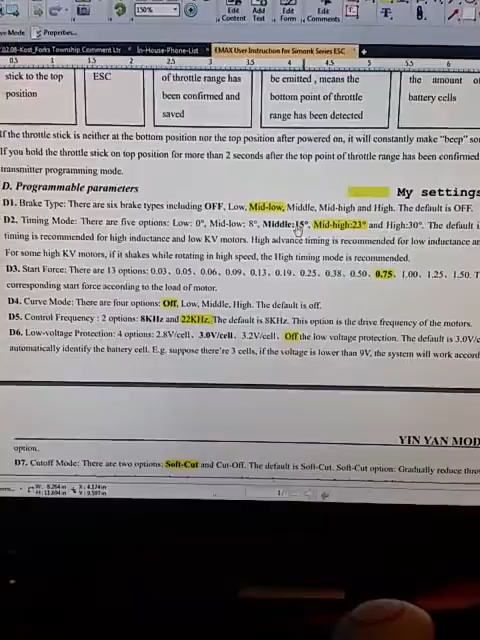 150%
Edit Content
Add Text
Edit Form
Edit Comments
Mode Properties...
.02.08-Kost_Forks Township Comment Ltr
In-House-Phone-List
EMAX User Instruction for Simonk Series ESC
0.5 1 1.5 2 2.5 3 3.5 4 4.5 5 5.5 6
stick to the top position
ESC
of throttle range has been confirmed and saved
be emitted , means the bottom point of throttle range has been detected
the amount battery cells
If the throttle stick is neither at the bottom position nor the top position after powered on, it will constantly make "beep"
If you hold the throttle stick on top position for more than 2 seconds after the top point of throttle range has been confirmed
transmitter programming mode.
D. Programmable parameters
My settings
D1. Brake Type: There are six brake types including OFF, Low, Mid-low, Middle, Mid-high and High. The default is OFF.
D2. Timing Mode: There are five options: Low: 0°, Mid-low: 8°, Middle:15°, Mid-high:23° and High:30°. The default
timing is recommended for high inductance and low KV motors. High advance timing is recommended for low inductance
For some high KV motors, if it shakes while rotating in high speed, the High timing mode is recommended.
D3. Start Force: There are 13 options: 0.03、0.05、0.06、0.09、0.13、0.19、0.25、0.38、0.50、0.75、1.00、1.25、1.50.
corresponding start force according to the load of motor.
D4. Curve Mode: There are four options: Off, Low, Middle, High. The default is off.
D5. Control Frequency : 2 options: 8KHz and 22KHz. The default is 8KHz. This option is the drive frequency of the motors.
D6. Low-voltage Protection: 4 options: 2.8V/cell、3.0V/cell、3.2V/cell、Off the low voltage protection. The default is 3.0V/c
automatically identify the battery cell. E.g. suppose there're 3 cells, if the voltage is lower than 9V, the system will work
YIN YAN MOD
option.
D7. Cutoff Mode: There are two options: Soft-Cut and Cut-Off. The default is Soft-Cut. Soft-Cut option: Gradually reduce